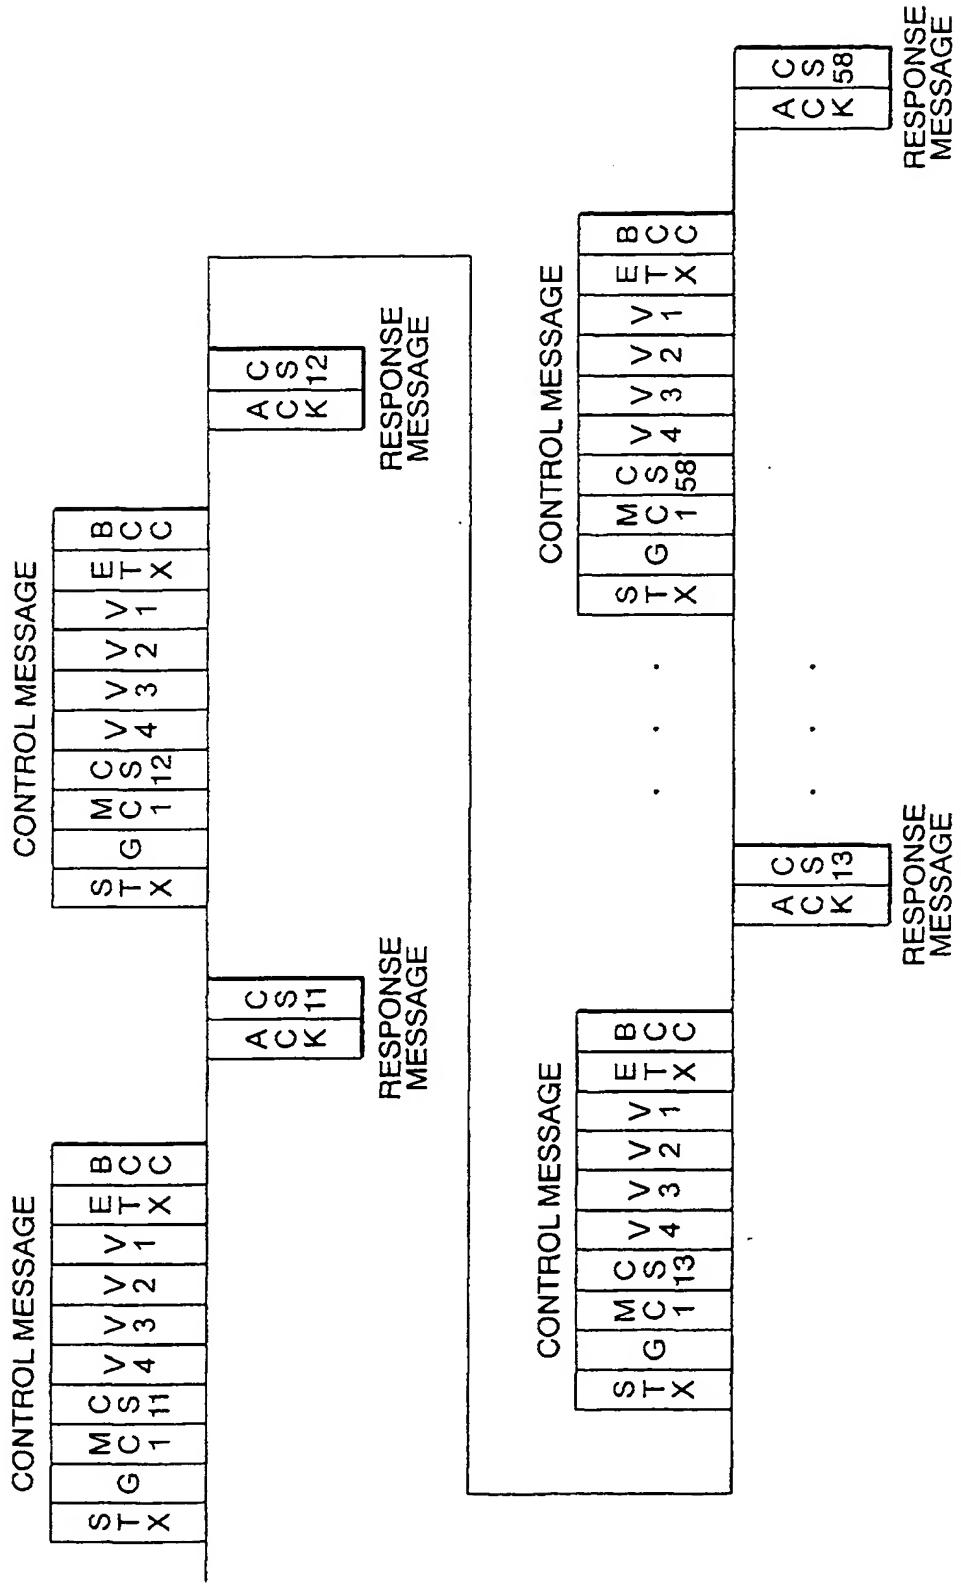 CONTROL MESSAGE
STX G MC1 CS11 V4 V3 V2 V1 ETX BCC
ACK CS11
RESPONSE
MESSAGE
CONTROL MESSAGE
STX G MC1 CS12 V4 V3 V2 V1 ETX BCC
ACK CS12
RESPONSE
MESSAGE
CONTROL MESSAGE
STX G MC1 CS13 V4 V3 V2 V1 ETX BCC
ACK CS13
RESPONSE
MESSAGE
. . .
. . .
CONTROL MESSAGE
STX G MC1 CS58 V4 V3 V2 V1 ETX BCC
ACK CS58
RESPONSE
MESSAGE